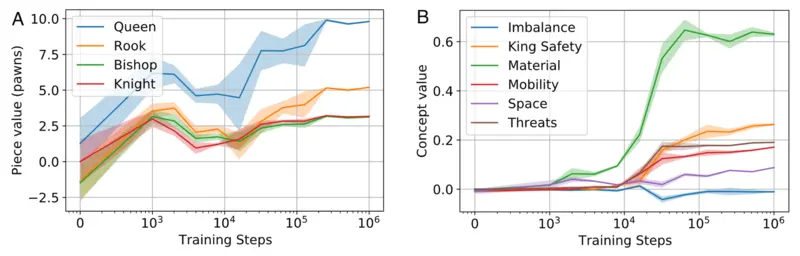 A
Piece value (pawns)
10.0
7.5
5.0
2.5
0.0
−2.5
Queen
Rook
Bishop
Knight
0
10³
10⁴
10⁵
10⁶
Training Steps
B
Concept value
0.6
0.4
0.2
0.0
Imbalance
King Safety
Material
Mobility
Space
Threats
0
10³
10⁴
10⁵
10⁶
Training Steps